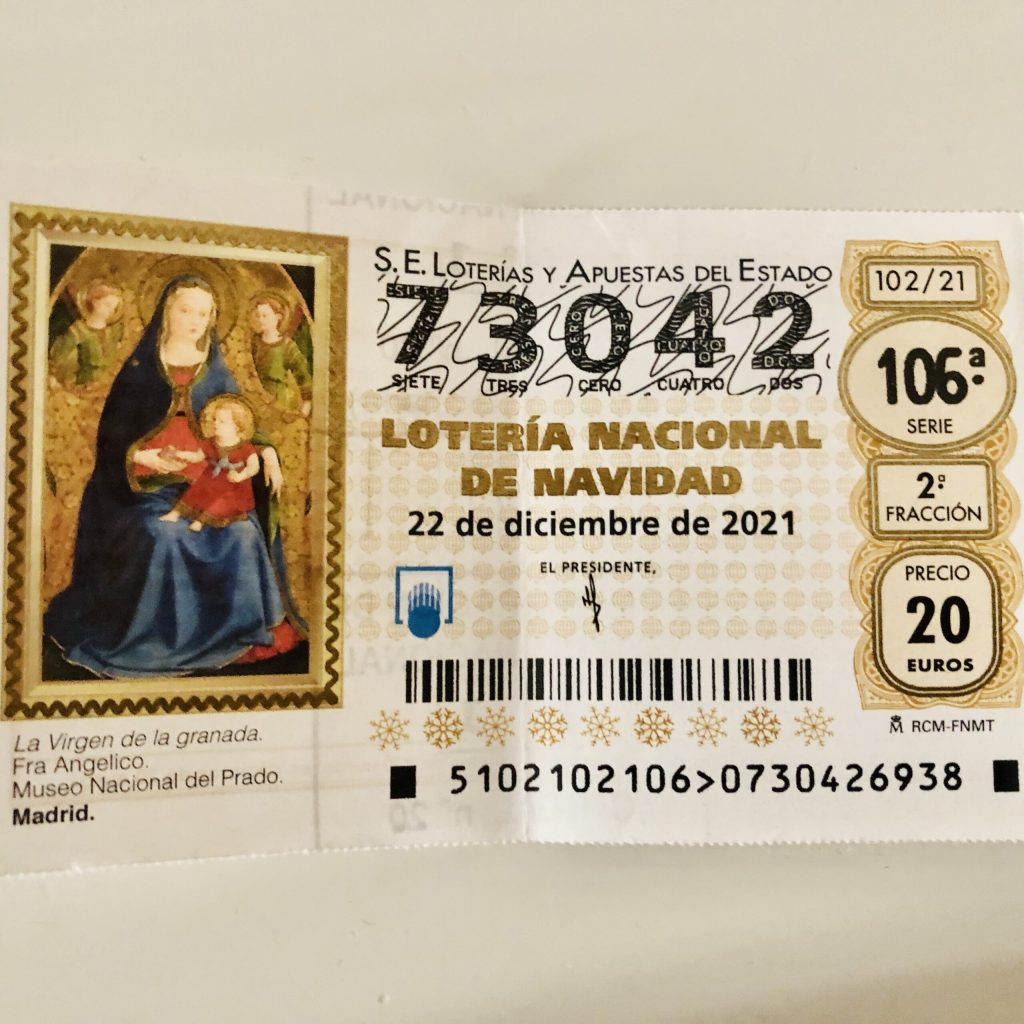 S. E. LOTERÍAS Y APUESTAS DEL ESTADO
73042
SIETE TRES CERO CUATRO DOS
LOTERÍA NACIONAL
DE NAVIDAD
22 de diciembre de 2021
EL PRESIDENTE,
5102102106>0730426938
102/21
106ª
SERIE
2ª
FRACCIÓN
PRECIO
20
EUROS
RCM-FNMT
La Virgen de la granada.
Fra Angelico.
Museo Nacional del Prado.
Madrid.